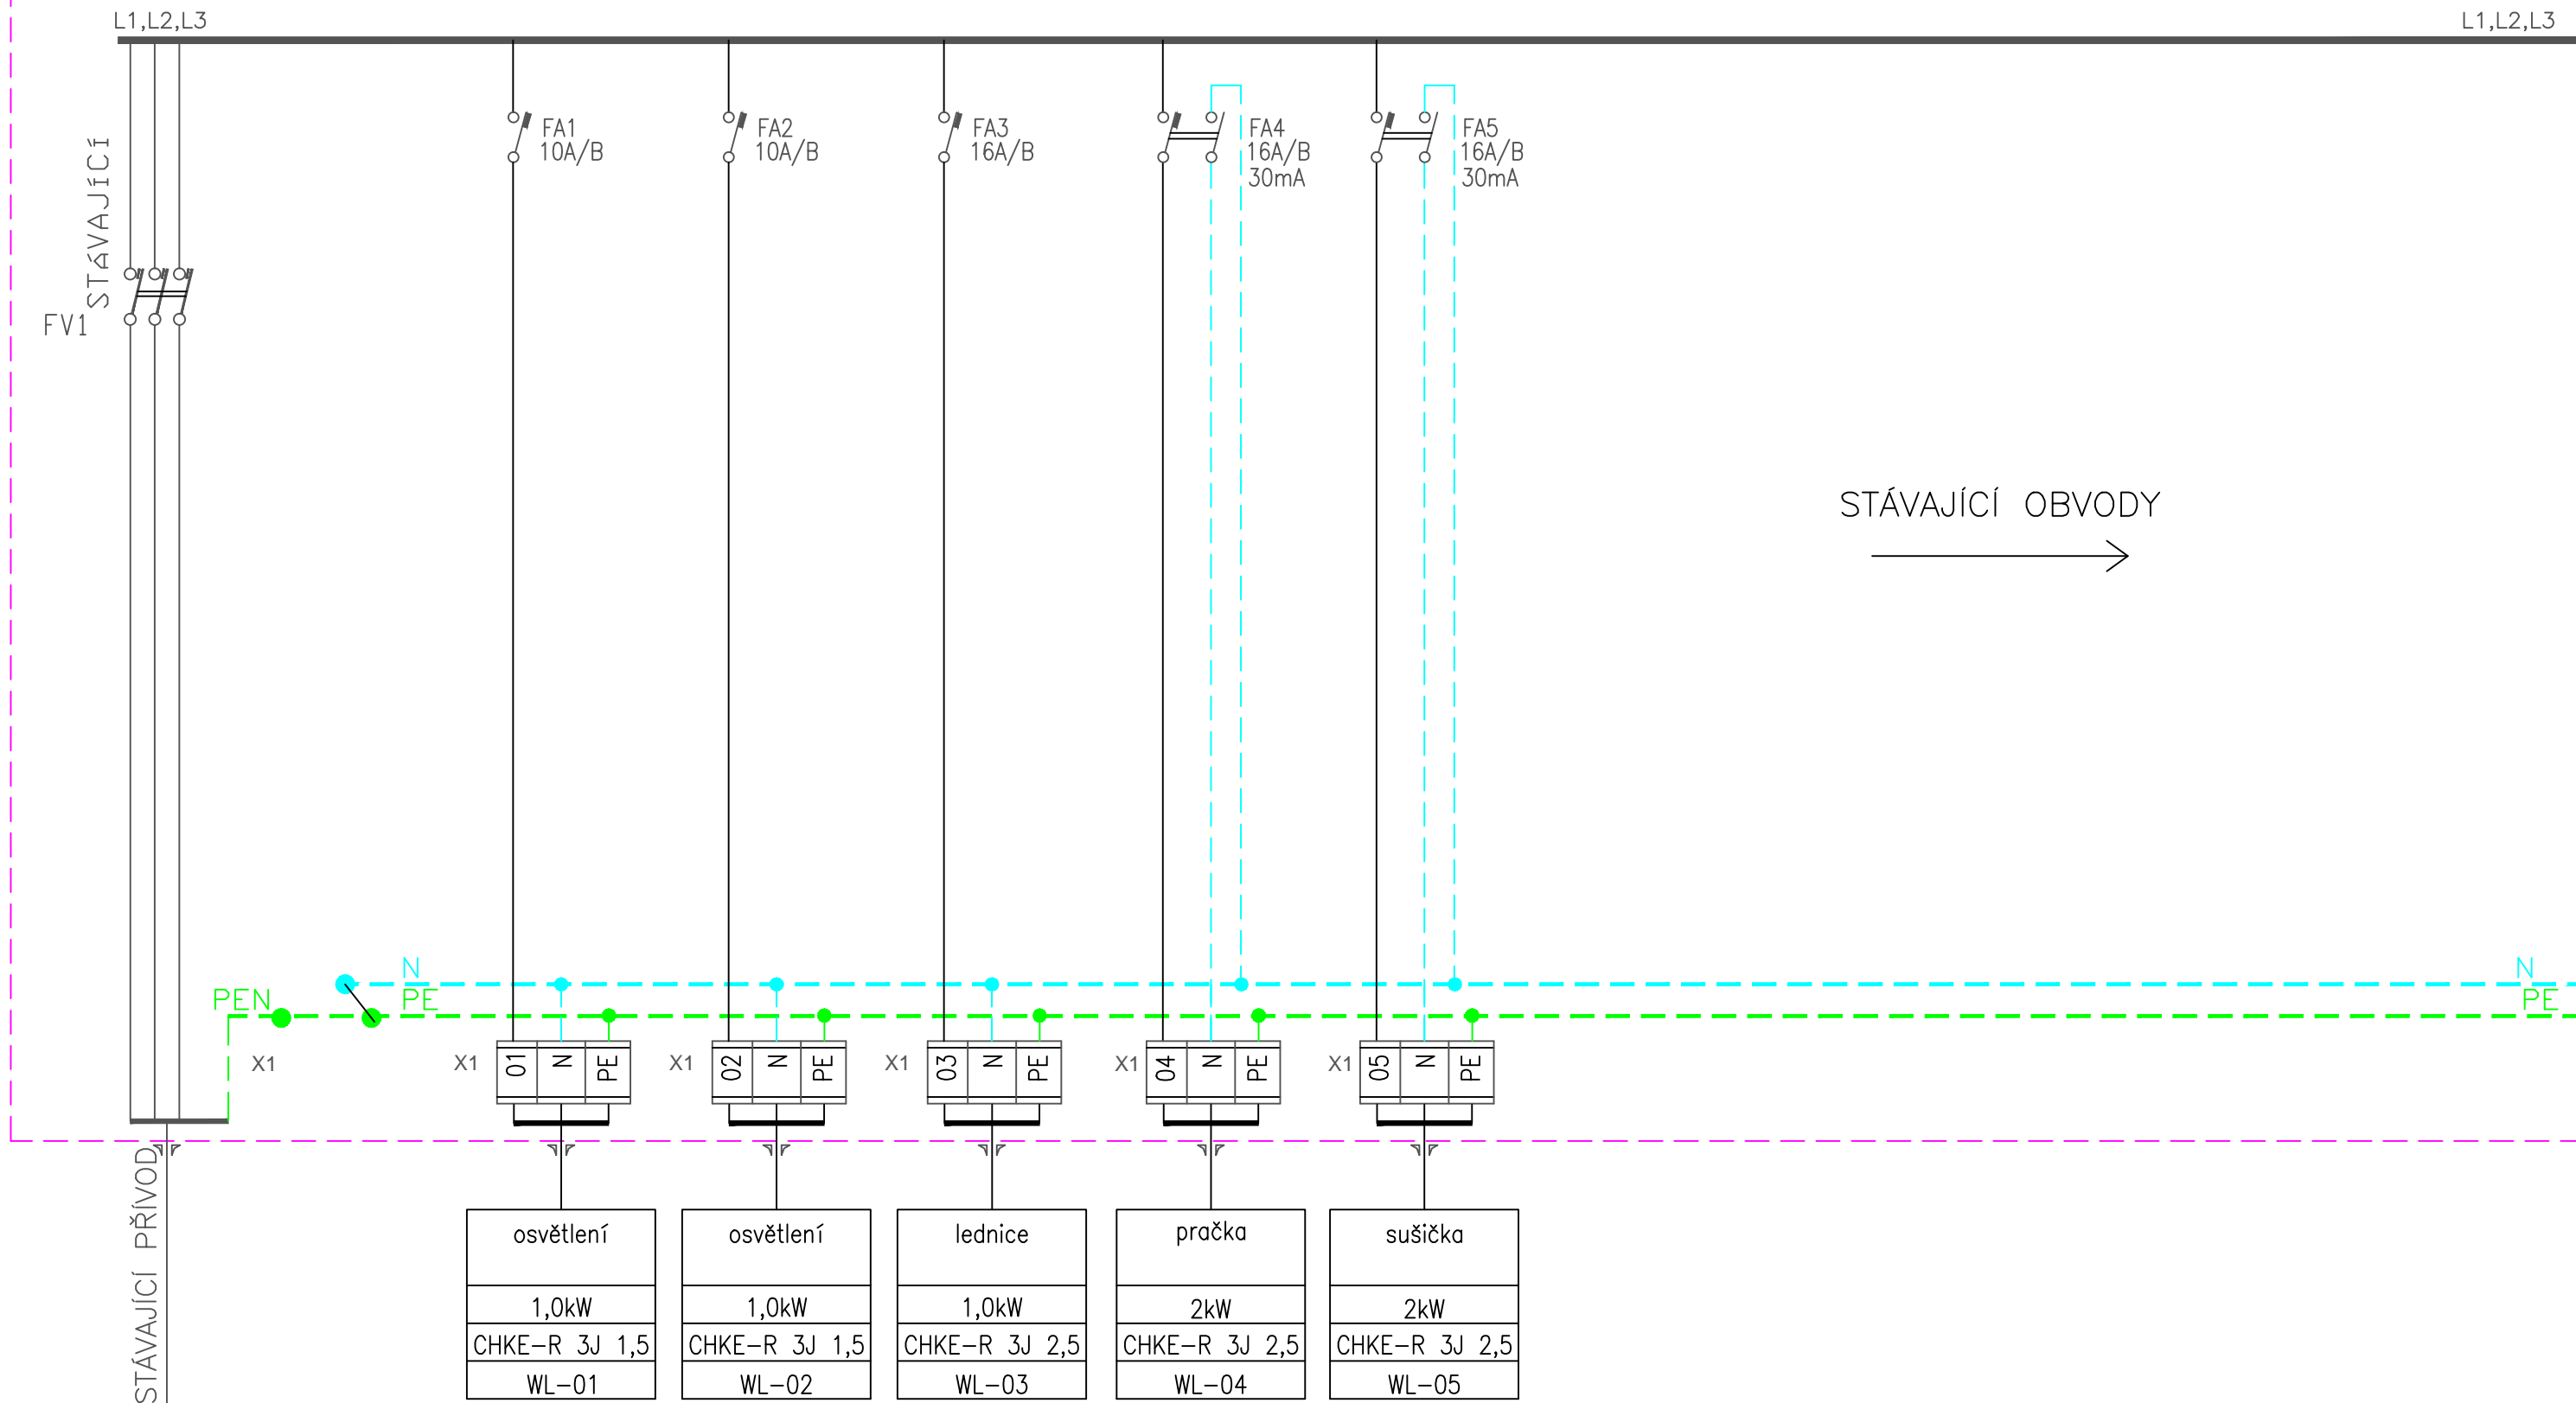 L1,L2,L3
L1,L2,L3
STÁVAJÍCÍ
FV1
FA1
10A/B
FA2
10A/B
FA3
16A/B
FA4
16A/B
30mA
FA5
16A/B
30mA
STÁVAJÍCÍ OBVODY
N
N
PEN
PE
PE
X1
X1
01
N
PE
X1
02
N
PE
X1
03
N
PE
X1
04
N
PE
X1
05
N
PE
STÁVAJÍCÍ PŘÍVOD
osvětlení
1,0kW
CHKE-R 3J 1,5
WL-01
osvětlení
1,0kW
CHKE-R 3J 1,5
WL-02
lednice
1,0kW
CHKE-R 3J 2,5
WL-03
pračka
2kW
CHKE-R 3J 2,5
WL-04
sušička
2kW
CHKE-R 3J 2,5
WL-05